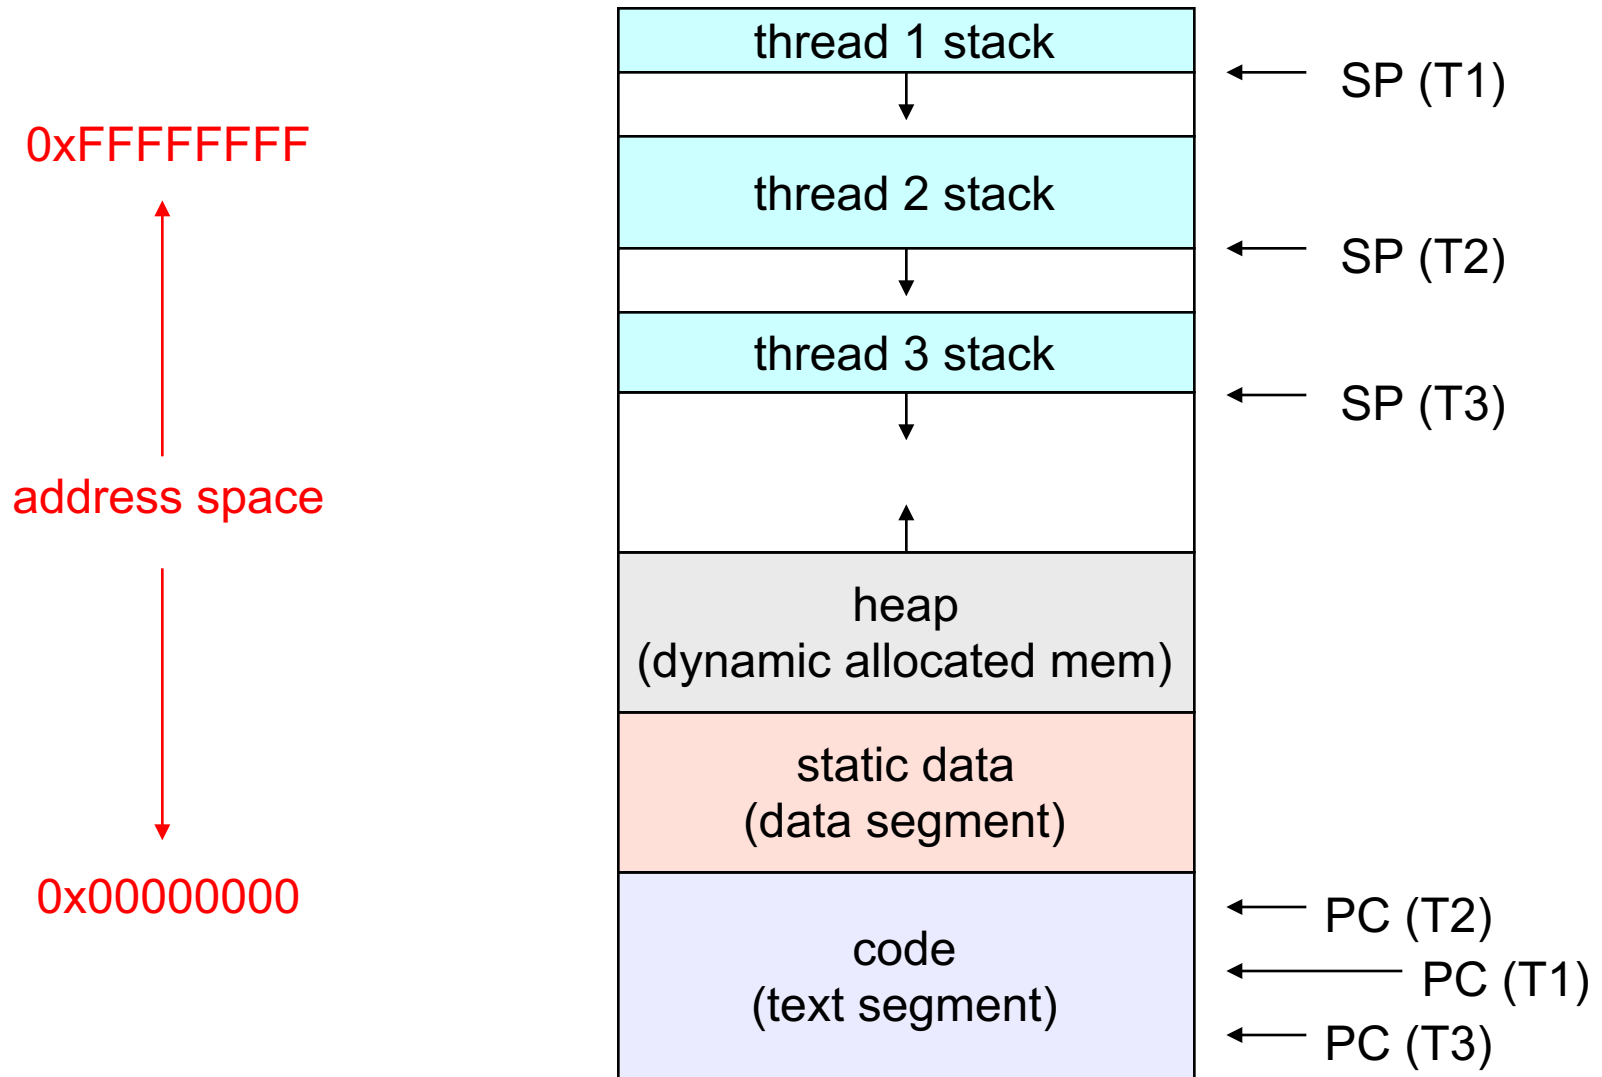 thread 1 stack
SP (T1)
0xFFFFFFFF
thread 2 stack
SP (T2)
thread 3 stack
SP (T3)
address space
heap
(dynamic allocated mem)
static data
(data segment)
0x00000000
PC (T2)
code
(text segment)
PC (T1)
PC (T3)